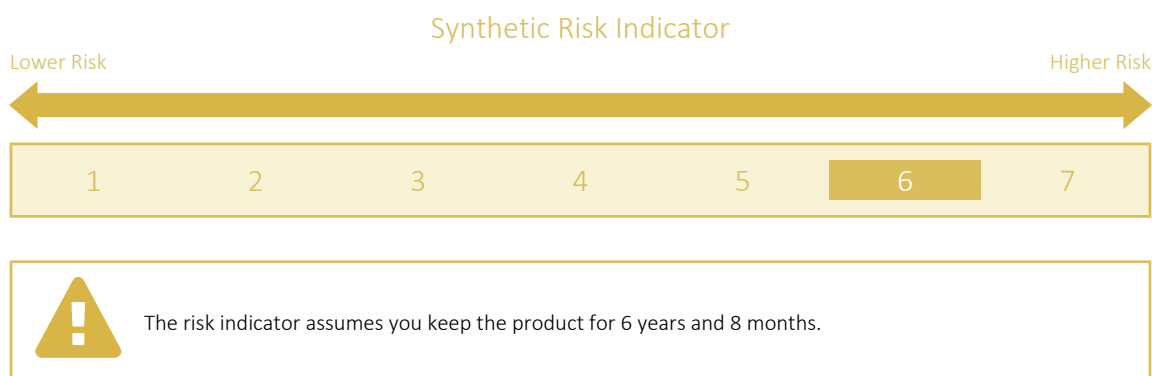 Synthetic Risk Indicator
Lower Risk Higher Risk
1 2 3 4 5 6 7
The risk indicator assumes you keep the product for 6 years and 8 months.